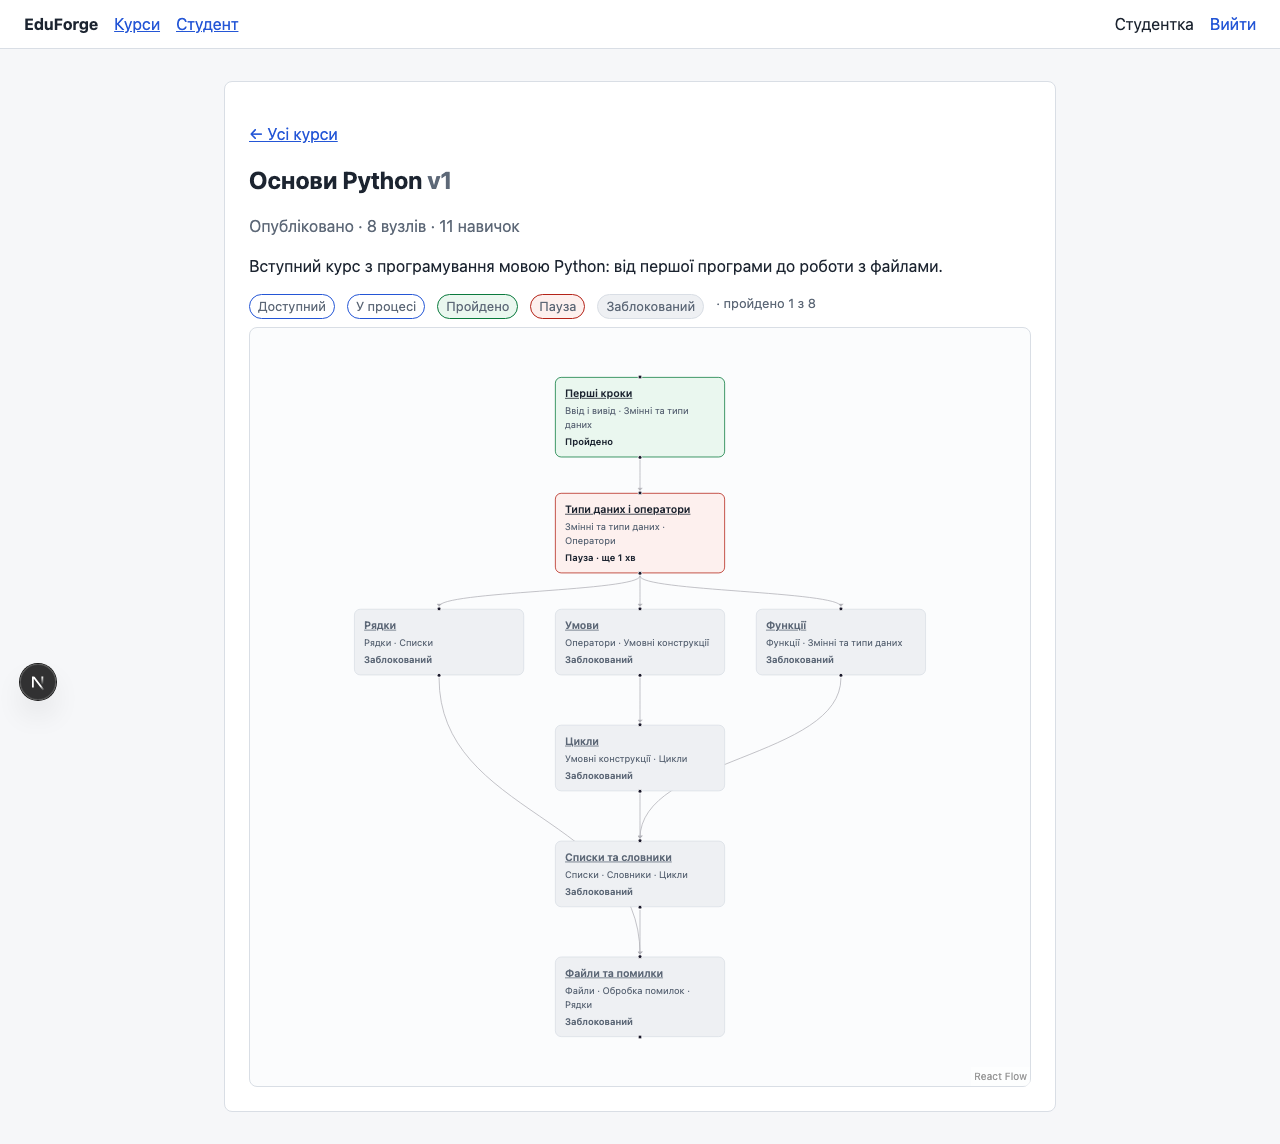 EduForge Курси Студент Студентка Вийти
← Усі курси
Основи Python v1
Опубліковано · 8 вузлів · 11 навичок
Вступний курс з програмування мовою Python: від першої програми до роботи з файлами.
Доступний У процесі Пройдено Пауза Заблокований · пройдено 1 з 8
Перші кроки
Ввід і вивід · Змінні та типи
даних
Пройдено
Типи даних і оператори
Змінні та типи даних ·
Оператори
Пауза · ще 1 хв
Рядки
Рядки · Списки
Заблокований
Умови
Оператори · Умовні конструкції
Заблокований
Функції
Функції · Змінні та типи даних
Заблокований
Цикли
Умовні конструкції · Цикли
Заблокований
Списки та словники
Списки · Словники · Цикли
Заблокований
Файли та помилки
Файли · Обробка помилок ·
Рядки
Заблокований
React Flow
N